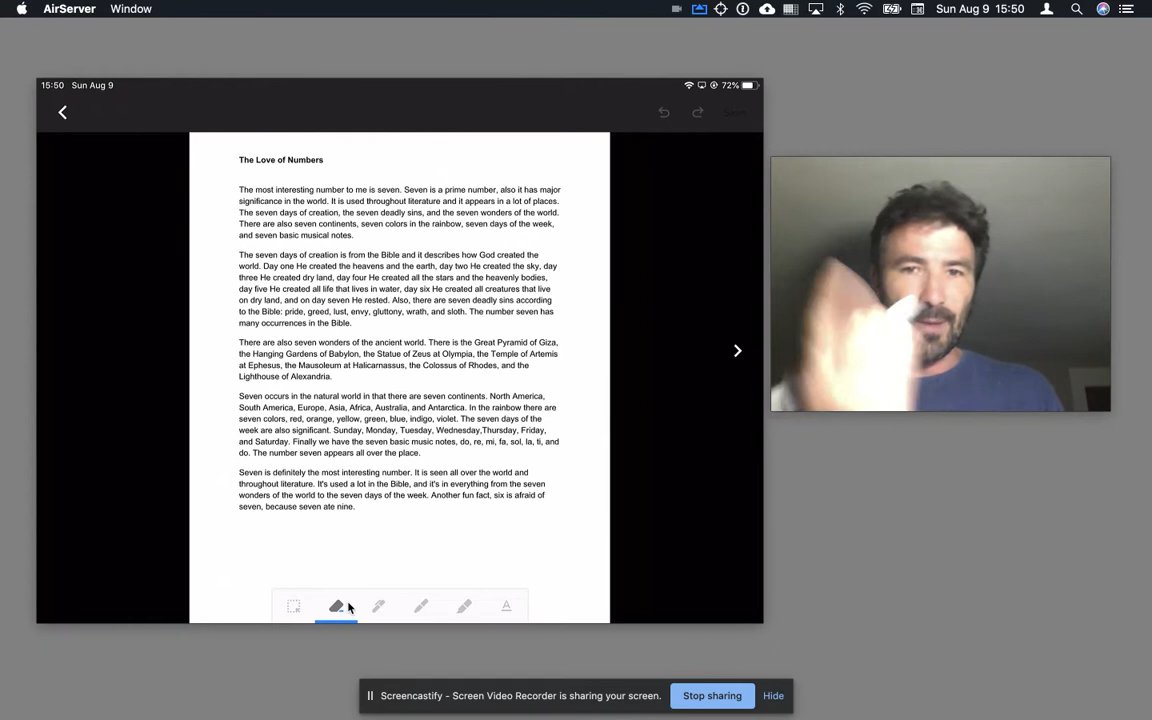 AirServer Window Sun Aug 9 15:50
15:50 Sun Aug 9 72%
The Love of Numbers
The most interesting number to me is seven. Seven is a prime number, also it has major
significance in the world. It is used throughout literature and it appears in a lot of places.
The seven days of creation, the seven deadly sins, and the seven wonders of the world.
There are also seven continents, seven colors in the rainbow, seven days of the week,
and seven basic musical notes.
The seven days of creation is from the Bible and it describes how God created the
world. Day one He created the heavens and the earth, day two He created the sky, day
three He created dry land, day four He created all the stars and the heavenly bodies,
day five He created all life that lives in water, day six He created all creatures that live
on dry land, and on day seven He rested. Also, there are seven deadly sins according
to the Bible: pride, greed, lust, envy, gluttony, wrath, and sloth. The number seven has
many occurrences in the Bible.
There are also seven wonders of the ancient world. There is the Great Pyramid of Giza,
the Hanging Gardens of Babylon, the Statue of Zeus at Olympia, the Temple of Artemis
at Ephesus, the Mausoleum at Halicarnassus, the Colossus of Rhodes, and the
Lighthouse of Alexandria.
Seven occurs in the natural world in that there are seven continents. North America,
South America, Europe, Asia, Africa, Australia, and Antarctica. In the rainbow there are
seven colors, red, orange, yellow, green, blue, indigo, violet. The seven days of the
week are also significant. Sunday, Monday, Tuesday, Wednesday,Thursday, Friday,
and Saturday. Finally we have the seven basic music notes, do, re, mi, fa, sol, la, ti, and
do. The number seven appears all over the place.
Seven is definitely the most interesting number. It is seen all over the world and
throughout literature. It's used a lot in the Bible, and it's in everything from the seven
wonders of the world to the seven days of the week. Another fun fact, six is afraid of
seven, because seven ate nine.
A
Screencastify - Screen Video Recorder is sharing your screen. Stop sharing Hide